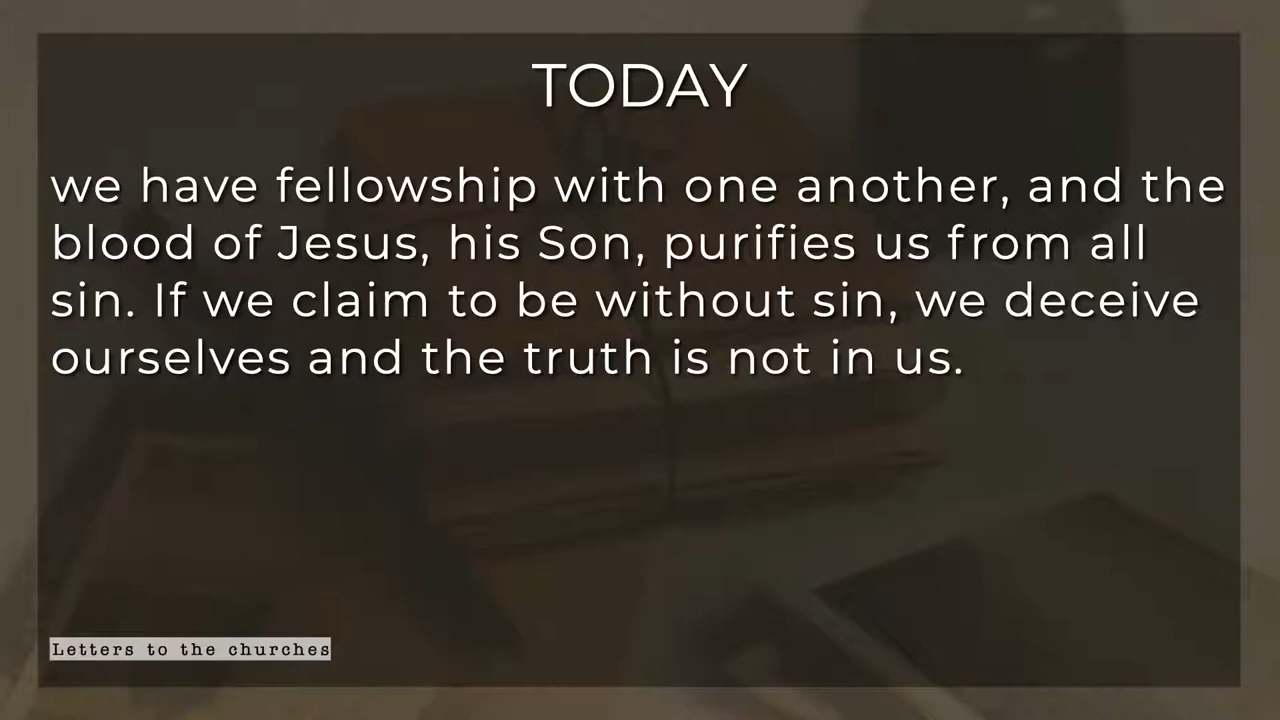 TODAY
we have fellowship with one another, and the
blood of Jesus, his Son, purifies us from all
sin. If we claim to be without sin, we deceive
ourselves and the truth is not in us.
Letters to the churches